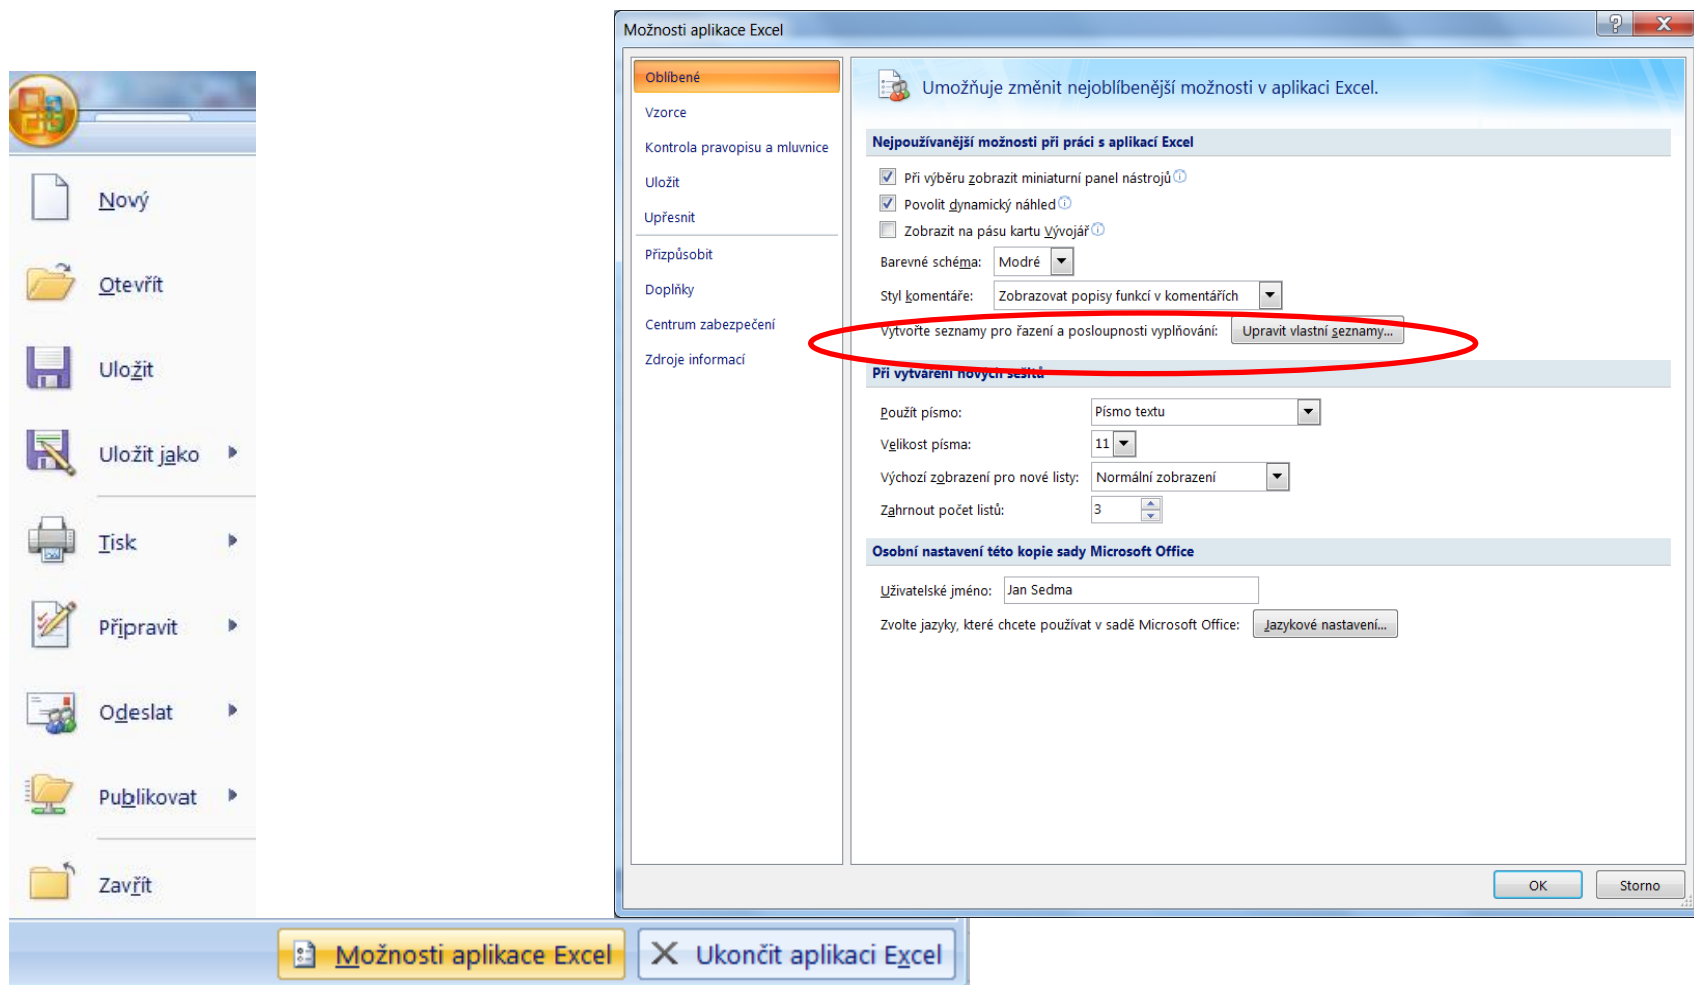 Nový
Otevřít
Uložit
Uložit jako
Tisk
Připravit
Odeslat
Publikovat
Zavřít
Možnosti aplikace Excel
Ukončit aplikaci Excel
Možnosti aplikace Excel
Oblíbené
Vzorce
Kontrola pravopisu a mluvnice
Uložit
Upřesnit
Přizpůsobit
Doplňky
Centrum zabezpečení
Zdroje informací
Umožňuje změnit nejoblíbenější možnosti v aplikaci Excel.
Nejpoužívanější možnosti při práci s aplikací Excel
Při výběru zobrazit miniaturní panel nástrojů
Povolit dynamický náhled
Zobrazit na pásu kartu Vývojář
Barevné schéma: Modré
Styl komentáře: Zobrazovat popisy funkcí v komentářích
Vytvořte seznamy pro řazení a posloupnosti vyplňování: Upravit vlastní seznamy...
Při vytváření nových sešitů
Použít písmo: Písmo textu
Velikost písma: 11
Výchozí zobrazení pro nové listy: Normální zobrazení
Zahrnout počet listů: 3
Osobní nastavení této kopie sady Microsoft Office
Uživatelské jméno: Jan Sedma
Zvolte jazyky, které chcete používat v sadě Microsoft Office: Jazykové nastavení...
OK Storno